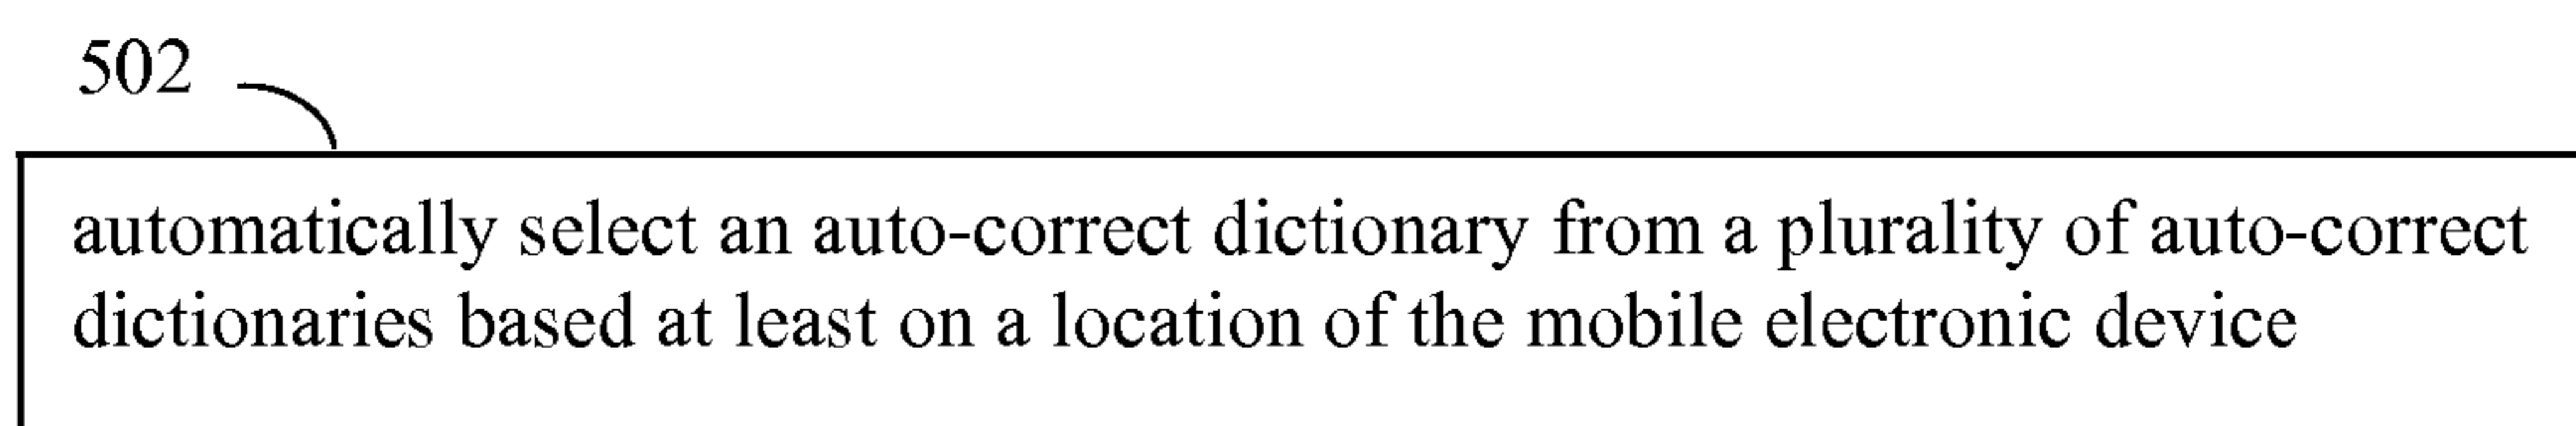 502
automatically select an auto-correct dictionary from a plurality of auto-correct
dictionaries based at least on a location of the mobile electronic device